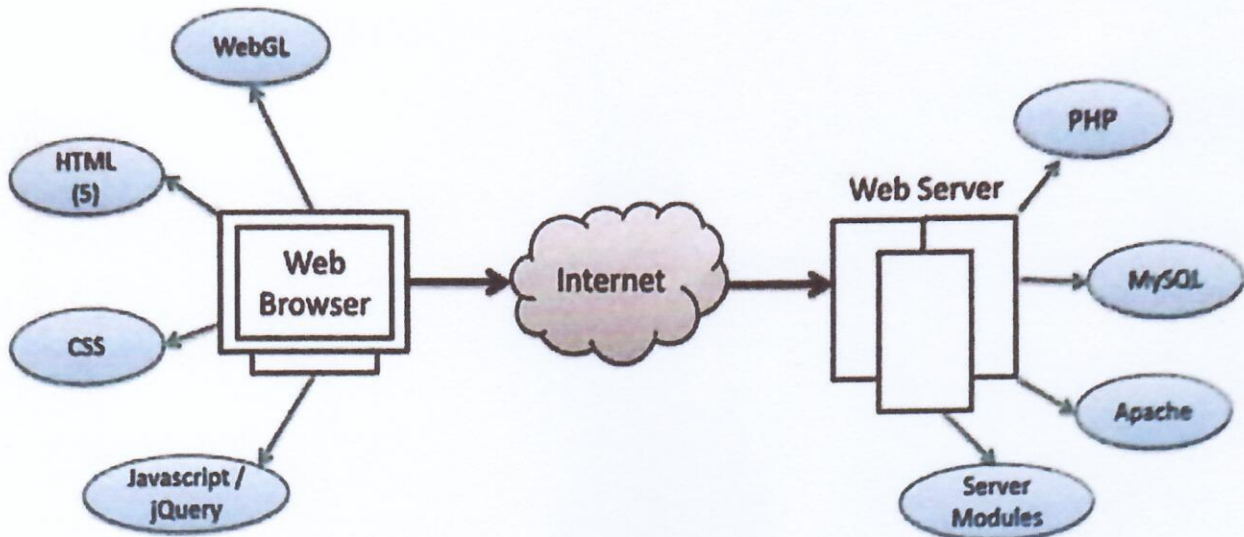 WebGL
HTML
(5)
Web
Browser
CSS
Javascript /
jQuery
Internet
Web Server
PHP
MySQL
Apache
Server
Modules